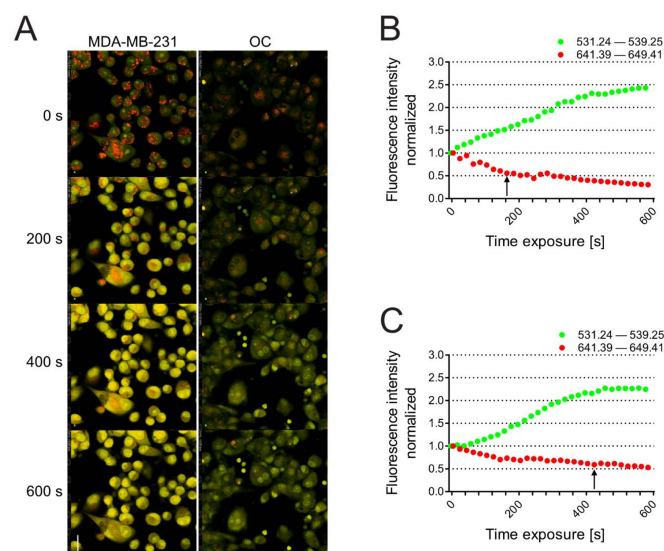 A
MDA-MB-231
OC
0 s
200 s
400 s
600 s
B
531.24 — 539.25
641.39 — 649.41
Fluorescence intensity
normalized
3.0
2.5
2.0
1.5
1.0
0.5
0.0
0
200
400
600
Time exposure [s]
C
531.24 — 539.25
641.39 — 649.41
Fluorescence intensity
normalized
3.0
2.5
2.0
1.5
1.0
0.5
0.0
0
200
400
600
Time exposure [s]